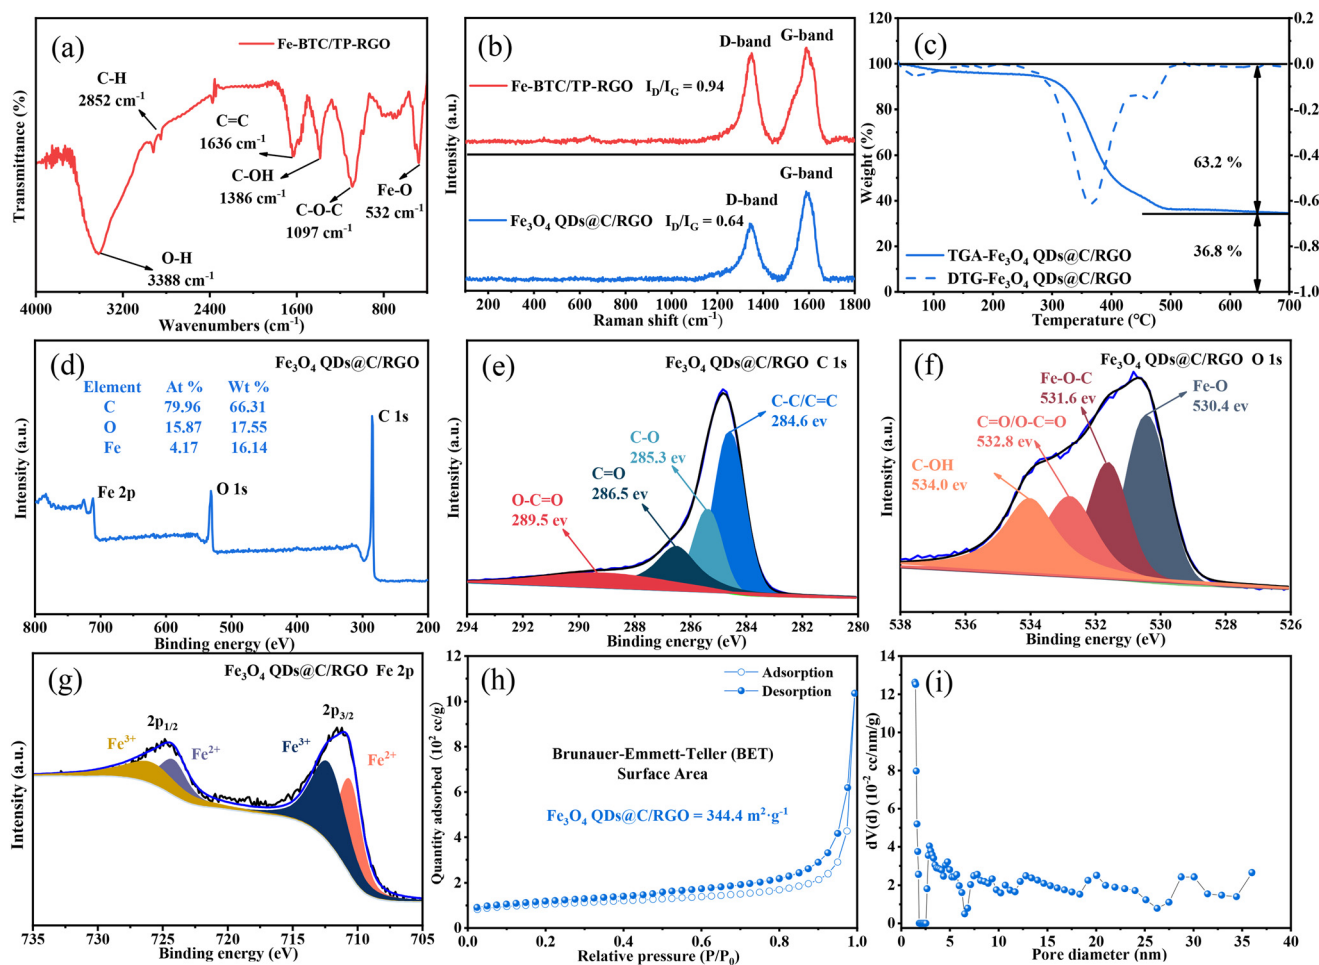 (a)
Fe-BTC/TP-RGO
C-H
2852 cm⁻¹
C=C
1636 cm⁻¹
C-OH
1386 cm⁻¹
C-O-C
1097 cm⁻¹
Fe-O
532 cm⁻¹
O-H
3388 cm⁻¹
Transmittance (%)
4000 3200 2400 1600 800
Wavenumbers (cm⁻¹)
(b)
D-band
G-band
Fe-BTC/TP-RGO I_D/I_G = 0.94
D-band
G-band
Fe₃O₄ QDs@C/RGO I_D/I_G = 0.64
Intensity (a.u.)
200 400 600 800 1000 1200 1400 1600 1800
Raman shift (cm⁻¹)
(c)
120
100
80
60
40
20
0
Weight (%)
0.2
0.0
-0.2
-0.4
-0.6
-0.8
-1.0
63.2 %
36.8 %
TGA-Fe₃O₄ QDs@C/RGO
DTG-Fe₃O₄ QDs@C/RGO
100 200 300 400 500 600 700
Temperature (°C)
(d)
Fe₃O₄ QDs@C/RGO
Element At % Wt %
C 79.96 66.31
O 15.87 17.55
Fe 4.17 16.14
C 1s
Fe 2p
O 1s
Intensity (a.u.)
800 700 600 500 400 300 200
Binding energy (eV)
(e)
Fe₃O₄ QDs@C/RGO C 1s
C-C/C=C
284.6 ev
C-O
285.3 ev
C=O
286.5 ev
O-C=O
289.5 ev
Intensity (a.u.)
294 292 290 288 286 284 282 280
Binding energy (eV)
(f)
Fe₃O₄ QDs@C/RGO O 1s
Fe-O
530.4 ev
Fe-O-C
531.6 ev
C=O/O-C=O
532.8 ev
C-OH
534.0 ev
Intensity (a.u.)
538 536 534 532 530 528 526
Binding energy (eV)
(g)
Fe₃O₄ QDs@C/RGO Fe 2p
2p₁/₂
2p₃/₂
Fe³⁺
Fe²⁺
Fe³⁺
Fe²⁺
Intensity (a.u.)
735 730 725 720 715 710 705
Binding energy (eV)
(h)
Adsorption
Desorption
Brunauer-Emmett-Teller (BET)
Surface Area
Fe₃O₄ QDs@C/RGO = 344.4 m²·g⁻¹
12
10
8
6
4
2
0
Quantity adsorbed (10² cc/g)
0.0 0.2 0.4 0.6 0.8 1.0
Relative pressure (P/P₀)
(i)
14
12
10
8
6
4
2
0
dV(d) (10⁻² cc/nm/g)
0 5 10 15 20 25 30 35 40
Pore diameter (nm)